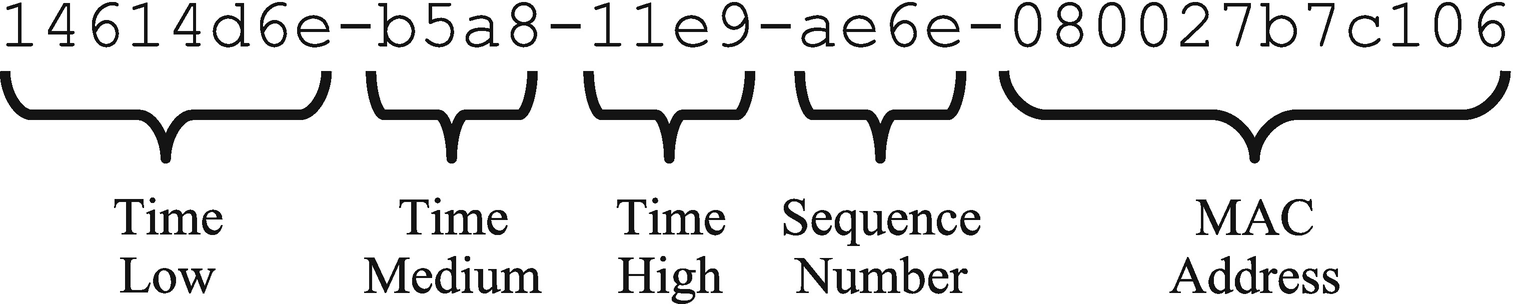 14614d6e-b5a8-11e9-ae6e-080027b7c106
Time Low
Time Medium
Time High
Sequence Number
MAC Address